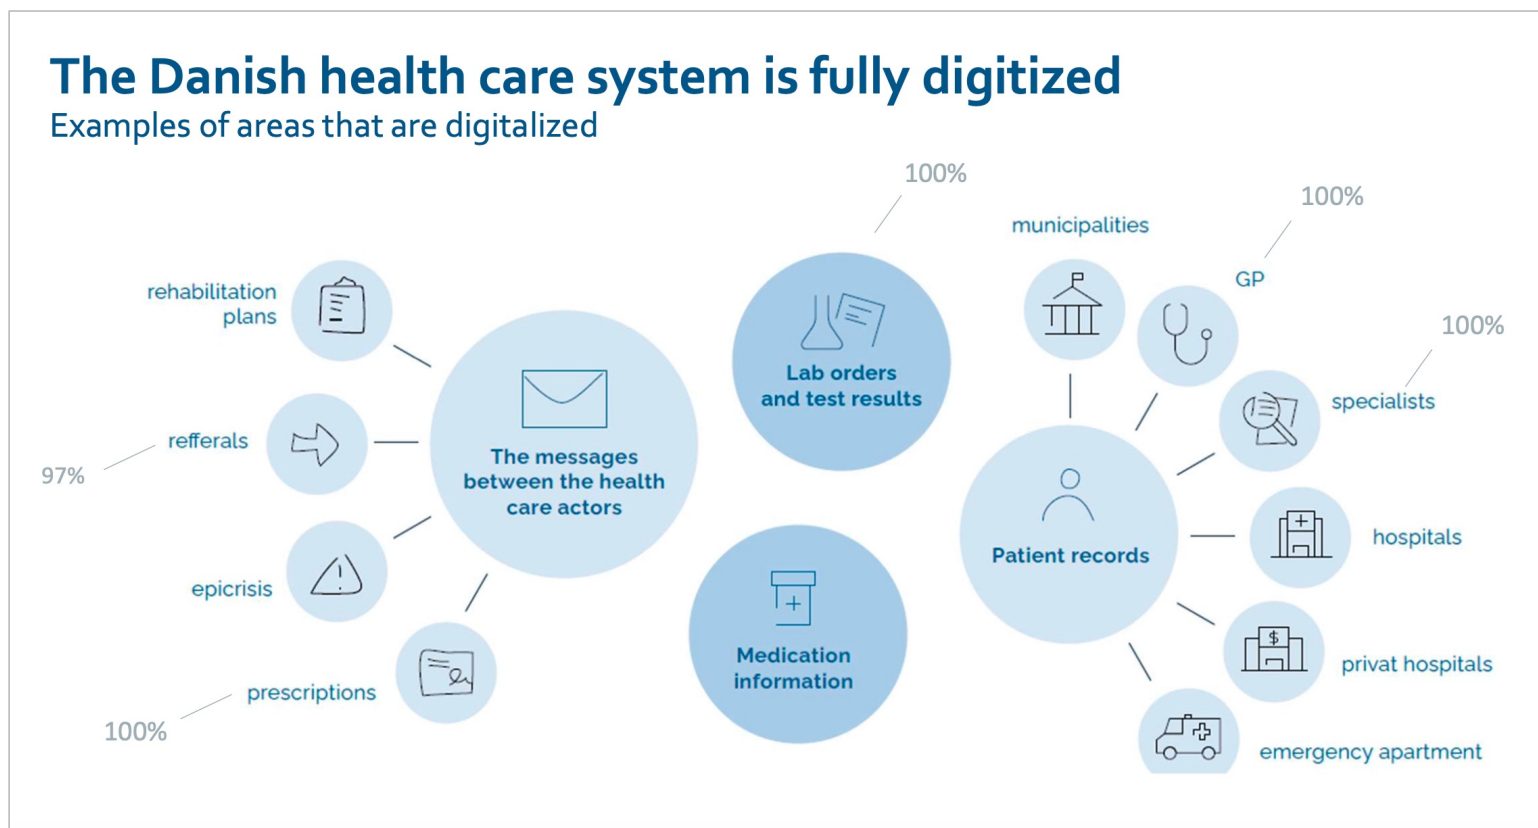 The Danish health care system is fully digitized
Examples of areas that are digitalized
rehabilitation
plans
refferals
97%
epicrisis
prescriptions
100%
The messages
between the health
care actors
100%
Lab orders
and test results
Medication
information
municipalities
100%
GP
100%
specialists
Patient records
hospitals
$
privat hospitals
emergency apartment